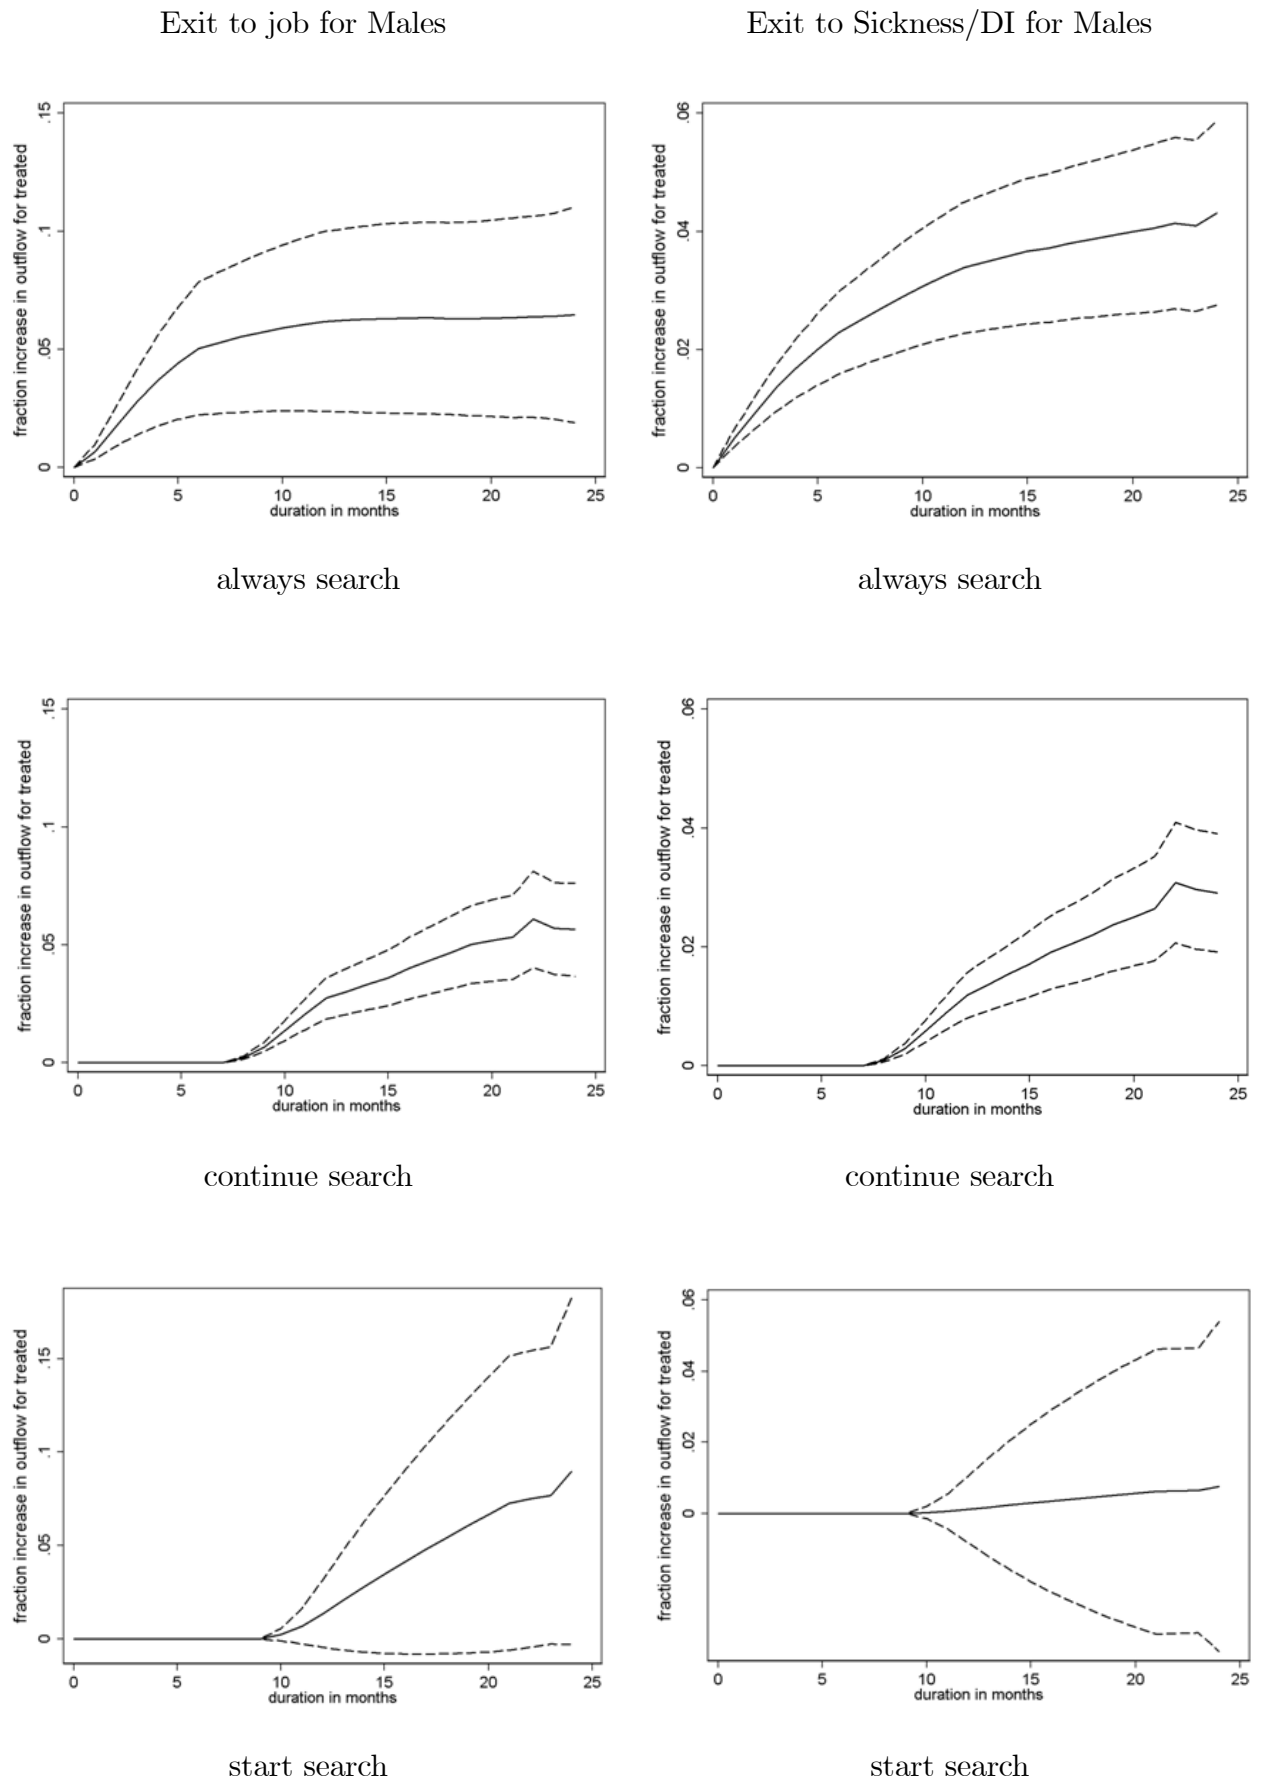 Exit to job for Males
Exit to Sickness/DI for Males
fraction increase in outflow for treated
0 .05 .1 .15
0 5 10 15 20 25
duration in months
always search
fraction increase in outflow for treated
0 .02 .04 .06
0 5 10 15 20 25
duration in months
always search
fraction increase in outflow for treated
0 .05 .1 .15
0 5 10 15 20 25
duration in months
continue search
fraction increase in outflow for treated
0 .02 .04 .06
0 5 10 15 20 25
duration in months
continue search
fraction increase in outflow for treated
0 .05 .1 .15
0 5 10 15 20 25
duration in months
start search
fraction increase in outflow for treated
0 .02 .04 .06
0 5 10 15 20 25
duration in months
start search